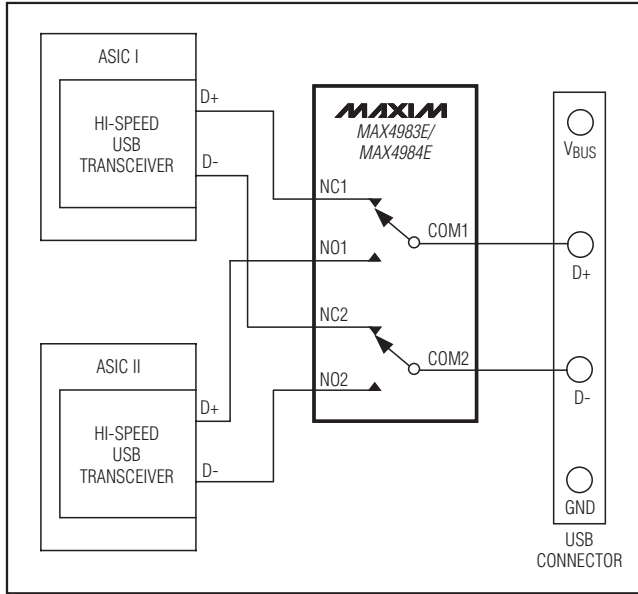 ASIC I
HI-SPEED
USB
TRANSCEIVER
D+
D-
MAXIM
MAX4983E/
MAX4984E
NC1
NO1
NC2
NO2
COM1
COM2
VBUS
D+
D-
GND
USB
CONNECTOR
ASIC II
HI-SPEED
USB
TRANSCEIVER
D+
D-